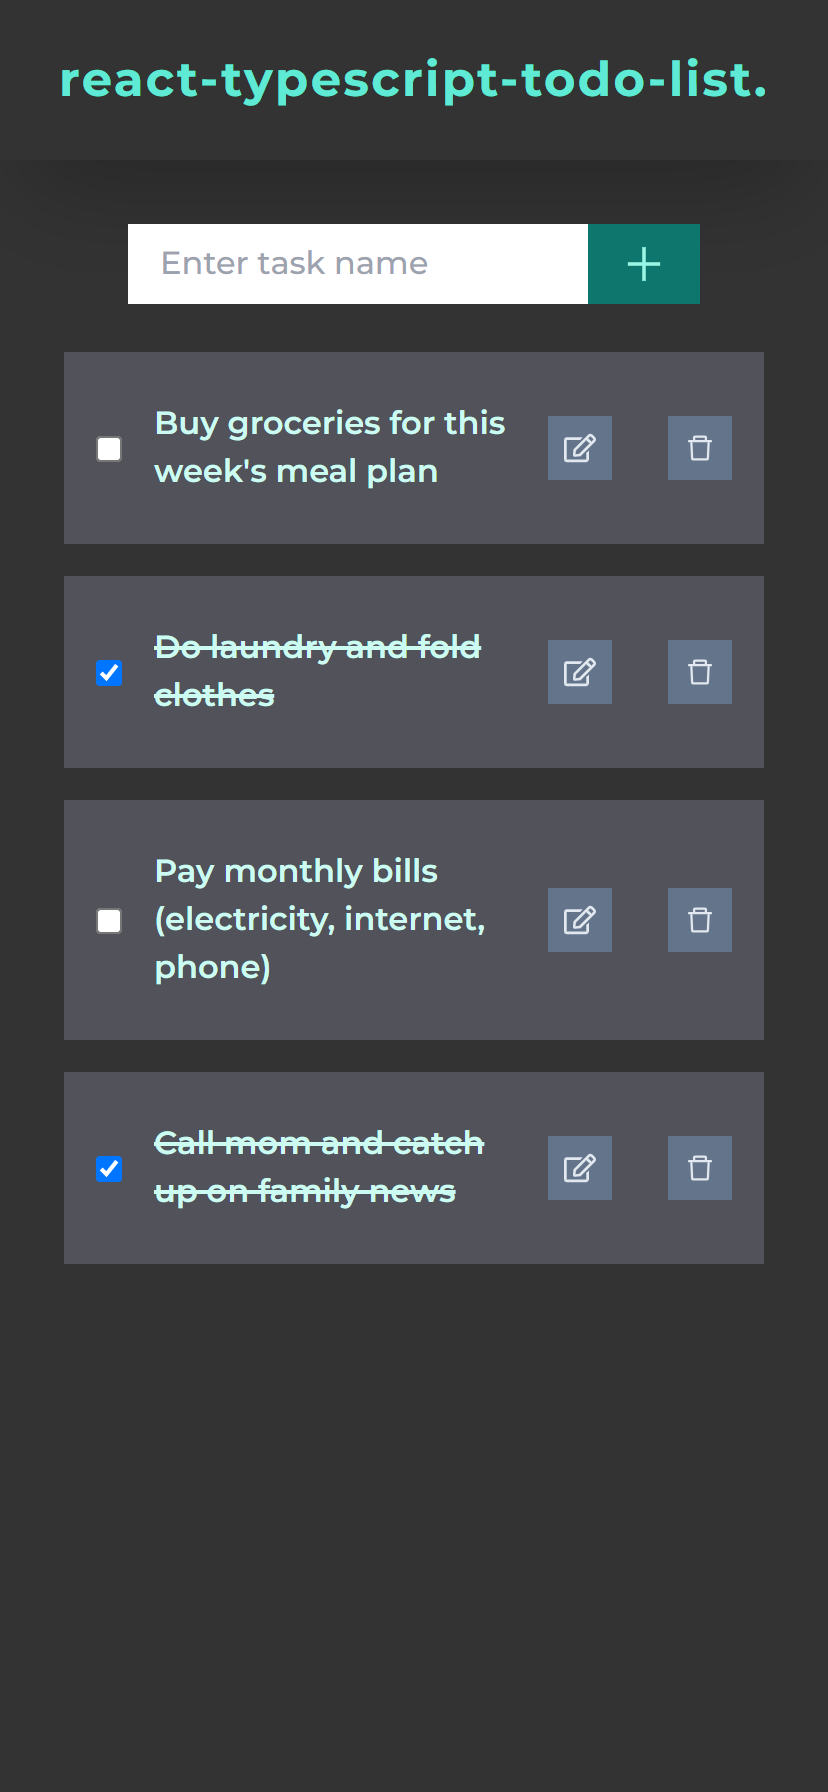 react-typescript-todo-list.
Enter task name
Buy groceries for this
week's meal plan
Do laundry and fold
clothes
Pay monthly bills
(electricity, internet,
phone)
Call mom and catch
up on family news